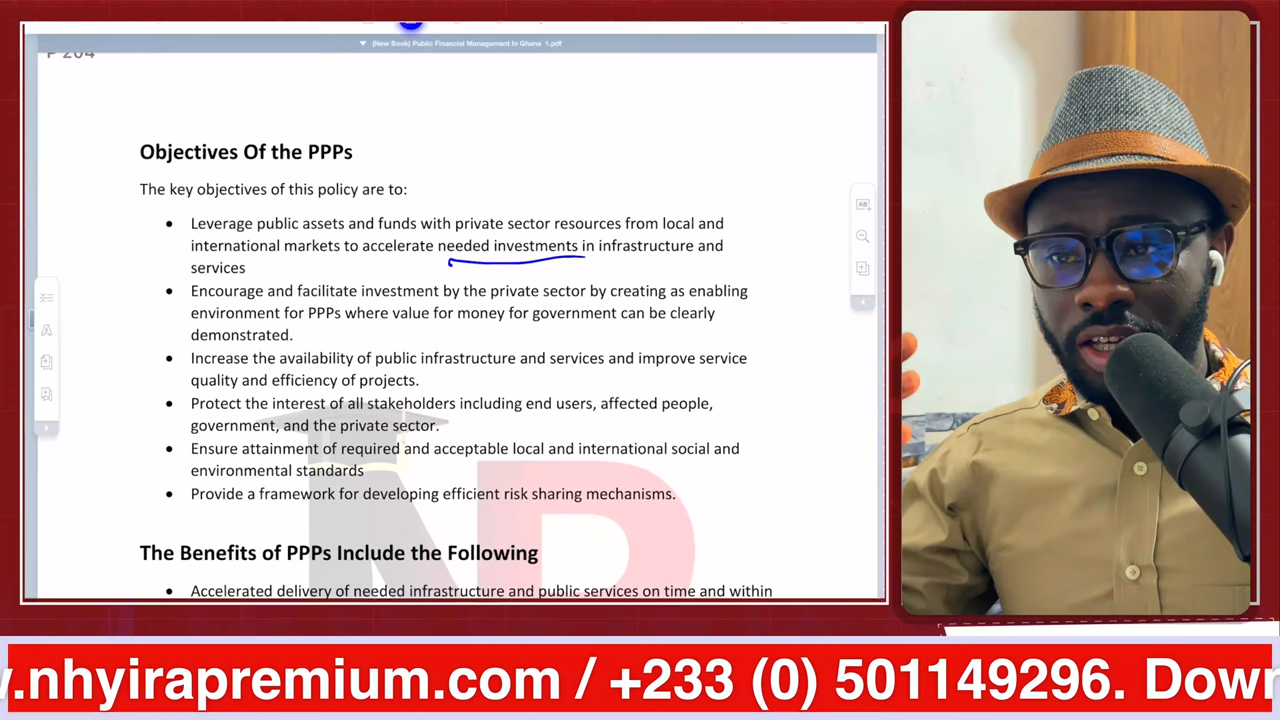 (New Book) Public Financial Management In Ghana 1.pdf
Objectives Of the PPPs
The key objectives of this policy are to:
• Leverage public assets and funds with private sector resources from local and
international markets to accelerate needed investments in infrastructure and
services
• Encourage and facilitate investment by the private sector by creating as enabling
environment for PPPs where value for money for government can be clearly
demonstrated.
• Increase the availability of public infrastructure and services and improve service
quality and efficiency of projects.
• Protect the interest of all stakeholders including end users, affected people,
government, and the private sector.
• Ensure attainment of required and acceptable local and international social and
environmental standards
• Provide a framework for developing efficient risk sharing mechanisms.
The Benefits of PPPs Include the Following
• Accelerated delivery of needed infrastructure and public services on time and within
.nhyirapremium.com / +233 (0) 501149296. Down